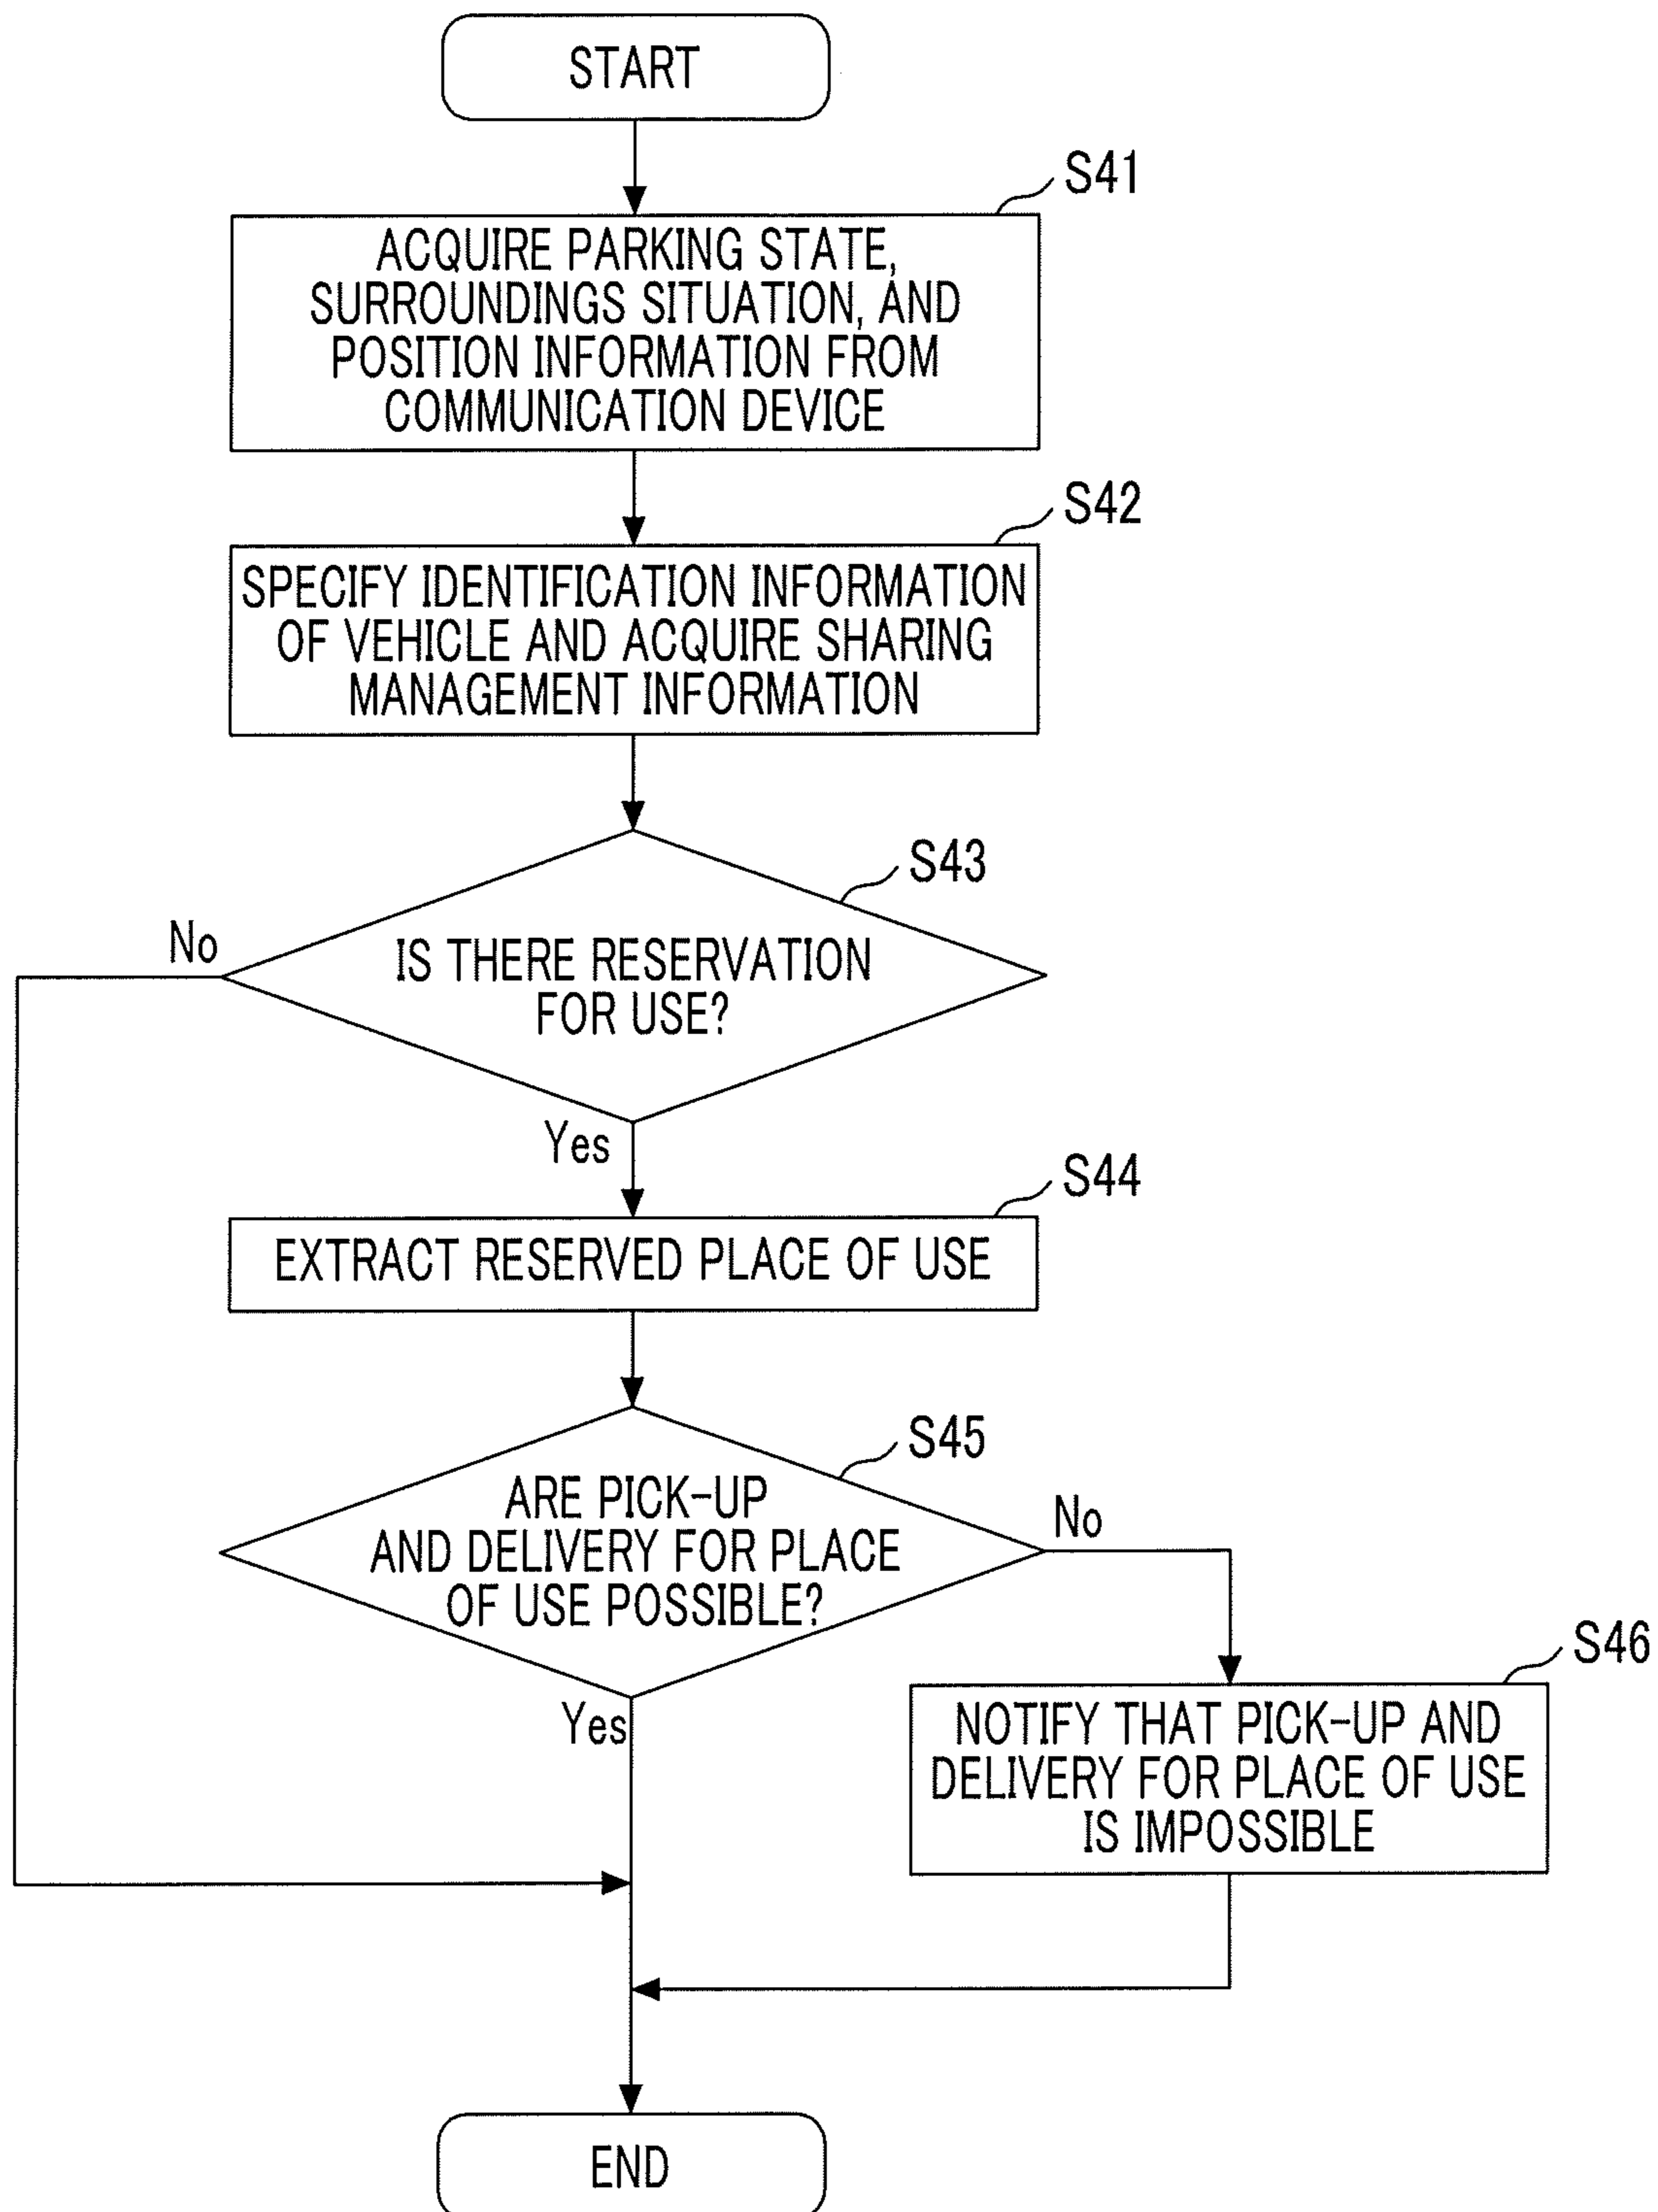 START
S41
ACQUIRE PARKING STATE,
SURROUNDINGS SITUATION, AND
POSITION INFORMATION FROM
COMMUNICATION DEVICE
S42
SPECIFY IDENTIFICATION INFORMATION
OF VEHICLE AND ACQUIRE SHARING
MANAGEMENT INFORMATION
S43
No
IS THERE RESERVATION
FOR USE?
Yes
S44
EXTRACT RESERVED PLACE OF USE
S45
ARE PICK-UP
AND DELIVERY FOR PLACE
OF USE POSSIBLE?
No
Yes
S46
NOTIFY THAT PICK-UP AND
DELIVERY FOR PLACE OF USE
IS IMPOSSIBLE
END